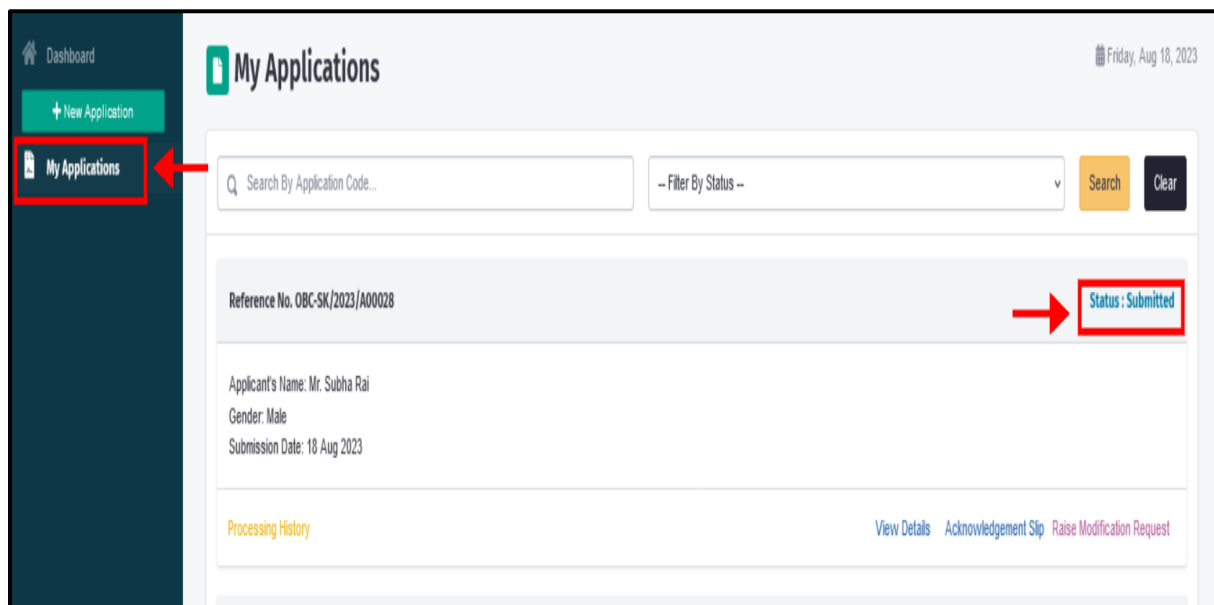 Dashboard
+ New Application
My Applications
My Applications
Friday, Aug 18, 2023
Search By Application Code...
-- Filter By Status --
Search
Clear
Reference No. OBC-SK/2023/A00028
Status : Submitted
Applicant's Name: Mr. Subha Rai
Gender: Male
Submission Date: 18 Aug 2023
Processing History
View Details Acknowledgement Slip Raise Modification Request